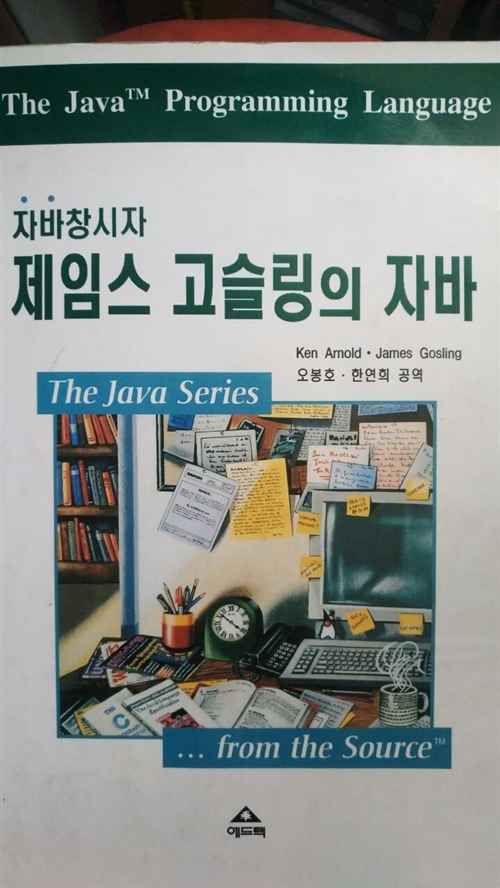 The Java™ Programming Language
자바창시자
제임스 고슬링의 자바
Ken Arnold · James Gosling
오봉호 · 한연희 공역
The Java Series
... from the Source™
에드텍